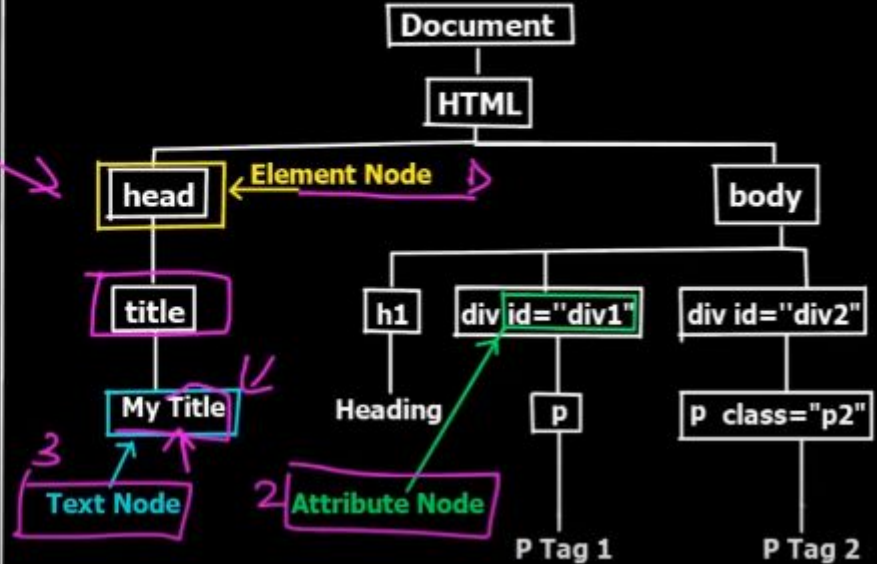 Document
HTML
head
Element Node
body
title
h1
div id="div1"
div id="div2"
My Title
Heading
p
p class="p2"
3
Text Node
2
Attribute Node
P Tag 1
P Tag 2